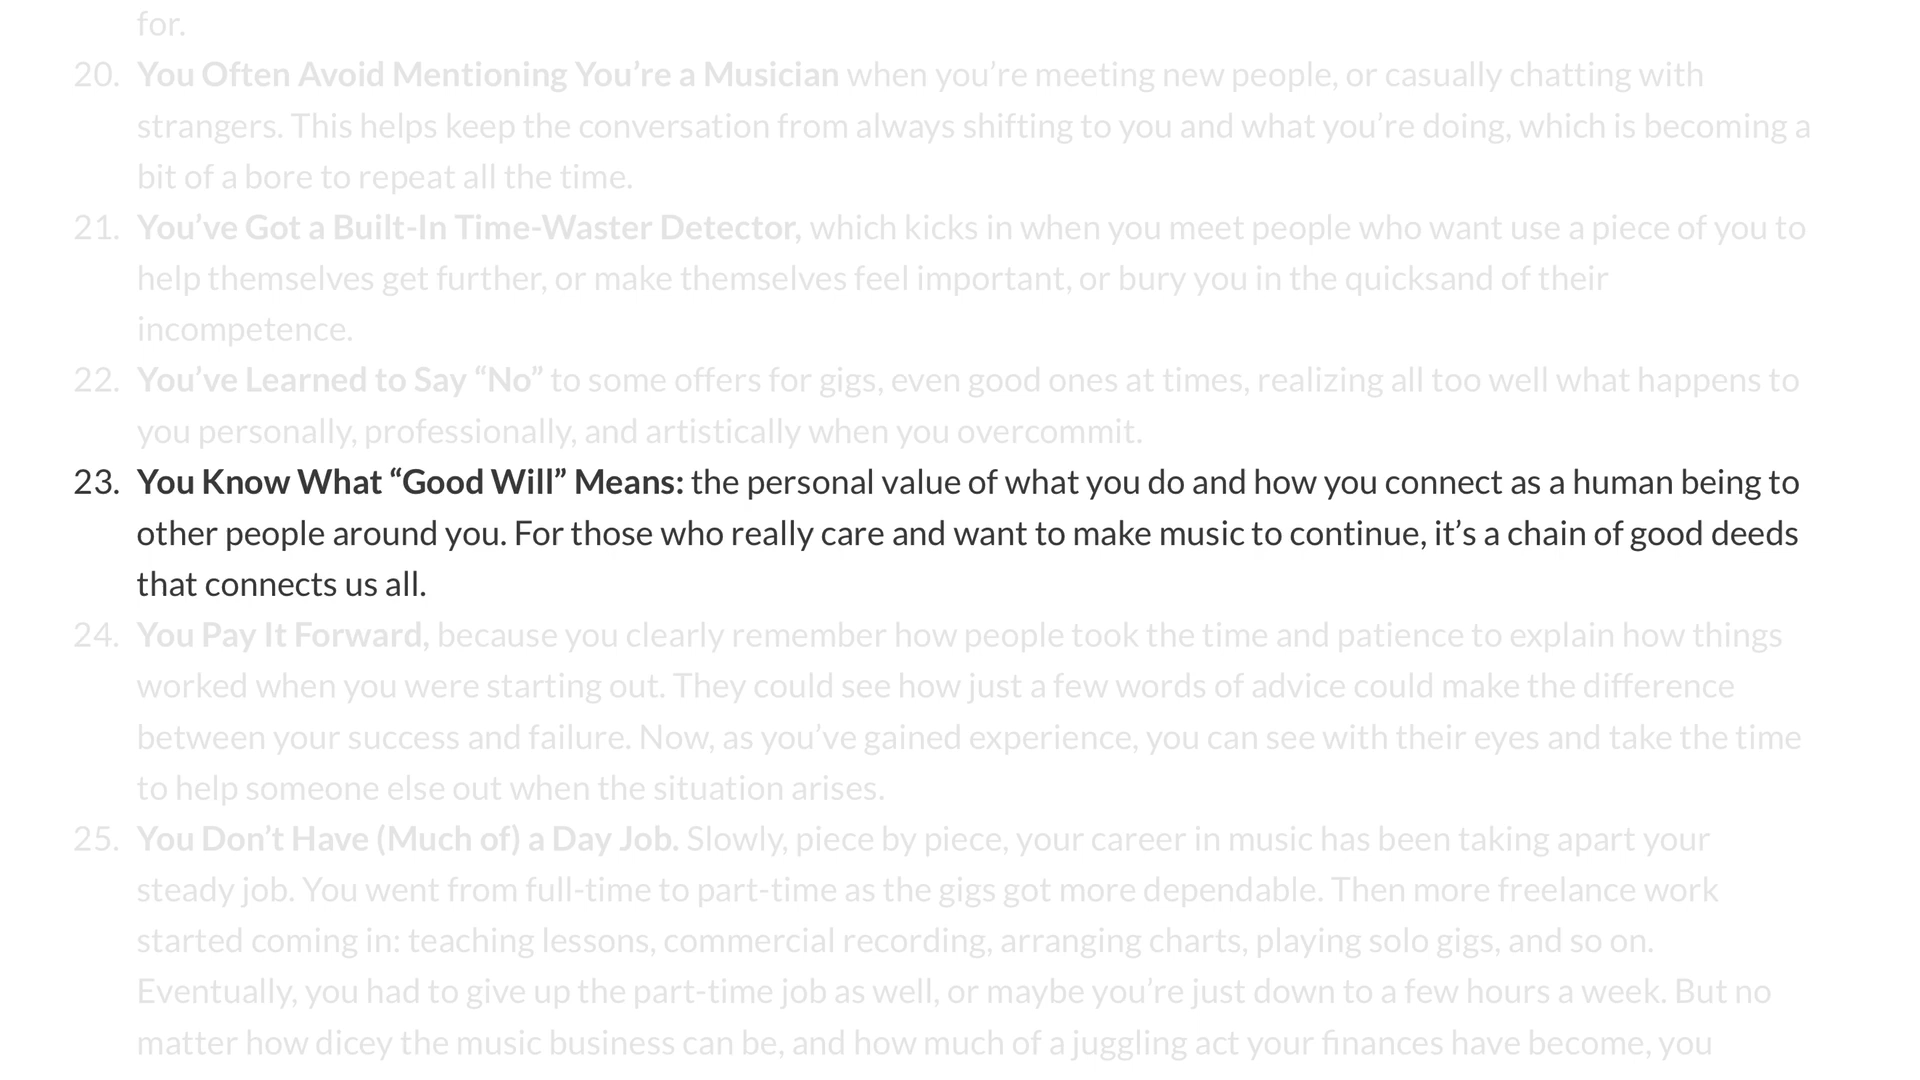 for.
20. You Often Avoid Mentioning You’re a Musician when you’re meeting new people, or casually chatting with
strangers. This helps keep the conversation from always shifting to you and what you’re doing, which is becoming a
bit of a bore to repeat all the time.
21. You’ve Got a Built-In Time-Waster Detector, which kicks in when you meet people who want use a piece of you to
help themselves get further, or make themselves feel important, or bury you in the quicksand of their
incompetence.
22. You’ve Learned to Say “No” to some offers for gigs, even good ones at times, realizing all too well what happens to
you personally, professionally, and artistically when you overcommit.
23. You Know What “Good Will” Means: the personal value of what you do and how you connect as a human being to
other people around you. For those who really care and want to make music to continue, it’s a chain of good deeds
that connects us all.
24. You Pay It Forward, because you clearly remember how people took the time and patience to explain how things
worked when you were starting out. They could see how just a few words of advice could make the difference
between your success and failure. Now, as you’ve gained experience, you can see with their eyes and take the time
to help someone else out when the situation arises.
25. You Don’t Have (Much of) a Day Job. Slowly, piece by piece, your career in music has been taking apart your
steady job. You went from full-time to part-time as the gigs got more dependable. Then more freelance work
started coming in: teaching lessons, commercial recording, arranging charts, playing solo gigs, and so on.
Eventually, you had to give up the part-time job as well, or maybe you’re just down to a few hours a week. But no
matter how dicey the music business can be, and how much of a juggling act your finances have become, you